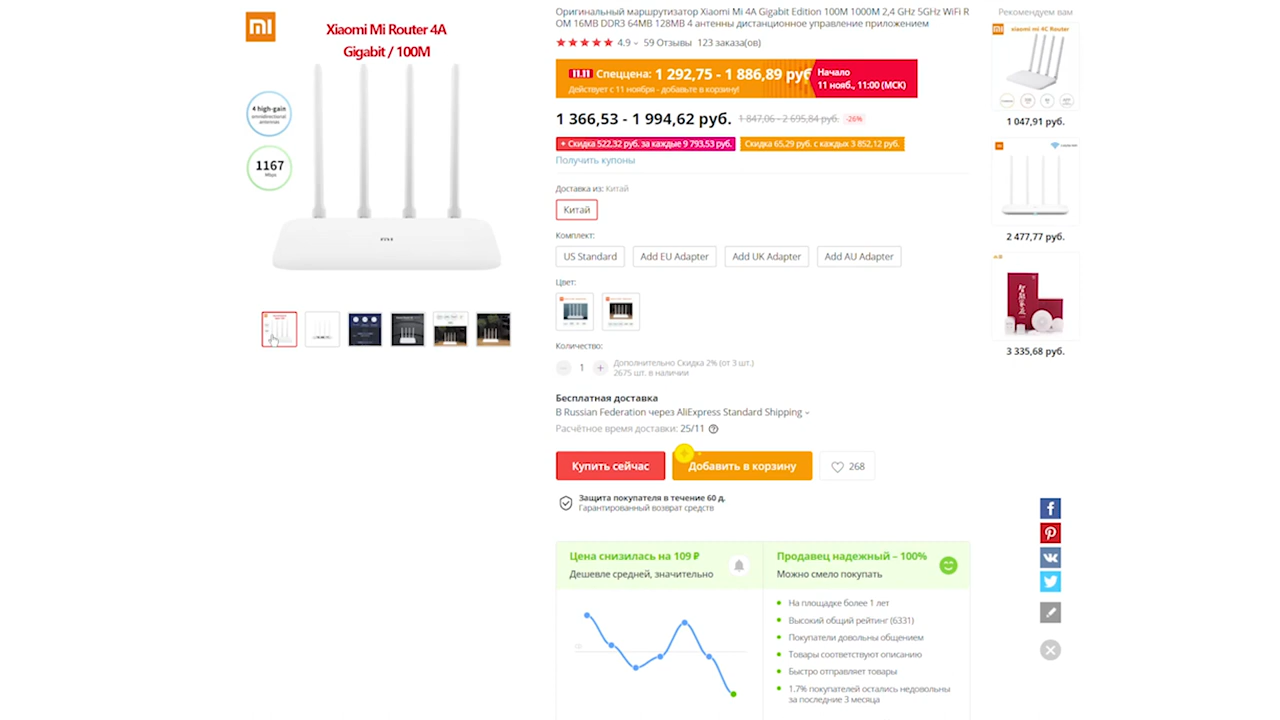 Xiaomi Mi Router 4A
Gigabit / 100M
4 high-gain
omnidirectional
antennas
1167
Mbps
Оригинальный маршрутизатор Xiaomi Mi 4A Gigabit Edition 100M 1000M 2,4 GHz 5GHz WiFi R
OM 16MB DDR3 64MB 128MB 4 антенны дистанционное управление приложением
4.9 59 Отзывы 123 заказа(ов)
11.11 Спеццена: 1 292,75 - 1 886,89 руб
Действует с 11 ноября - добавьте в корзину!
Начало
11 нояб., 11:00 (МСК)
1 366,53 - 1 994,62 руб. 1 847,06 - 2 695,84 руб. -26%
+ Скидка 522,32 руб. за каждые 9 793,53 руб. Скидка 65,29 руб. с каждых 3 852,12 руб.
Получить купоны
Доставка из: Китай
Китай
Комплект:
US Standard Add EU Adapter Add UK Adapter Add AU Adapter
Цвет:
Количество:
− 1 + Дополнительно Скидка 2% (от 3 шт.)
2675 шт. в наличии
Бесплатная доставка
В Russian Federation через AliExpress Standard Shipping
Расчётное время доставки: 25/11
Купить сейчас Добавить в корзину 268
Защита покупателя в течение 60 д.
Гарантированный возврат средств
Цена снизилась на 109 ₽
Дешевле средней, значительно
Продавец надежный – 100%
Можно смело покупать
На площадке более 1 лет
Высокий общий рейтинг (6331)
Покупатели довольны общением
Товары соответствуют описанию
Быстро отправляет товары
1.7% покупателей остались недовольны
за последние 3 месяца
Рекомендуем вам
xiaomi mi 4C Router
1 047,91 руб.
2 477,77 руб.
3 335,68 руб.